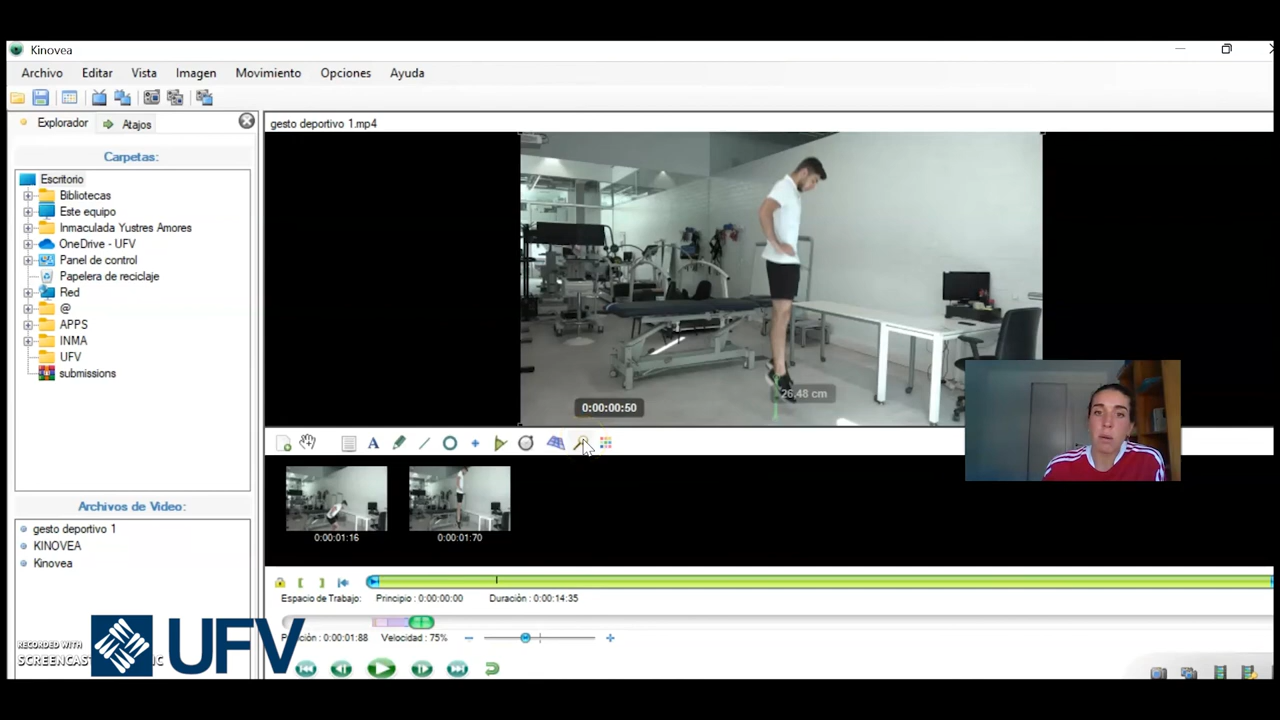 Kinovea
Archivo Editar Vista Imagen Movimiento Opciones Ayuda
Explorador Atajos
gesto deportivo 1.mp4
Carpetas:
Escritorio
Bibliotecas
Este equipo
Inmaculada Yustres Amores
OneDrive - UFV
Panel de control
Papelera de reciclaje
Red
@
APPS
INMA
UFV
submissions
26,48 cm
0:00:00:50
A
0:00:01:16 0:00:01:70
Archivos de Video:
gesto deportivo 1
KINOVEA
Kinovea
Espacio de Trabajo: Principio : 0:00:00:00 Duración : 0:00:14:35
Posición : 0:00:01:88 Velocidad : 75%
RECORDED WITH
UFV